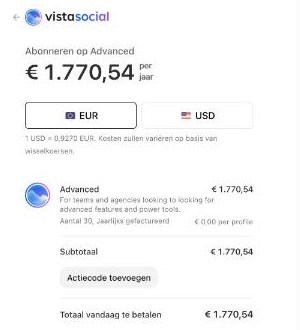 vistasocial
Abonneren op Advanced
€ 1.770,54 per
jaar
EUR
USD
1 USD = 0,9270 EUR. Kosten zullen variëren op basis van
wisselkoersen.
Advanced € 1.770,54
For teams and agencies looking to looking for
advanced features and power tools.
Aantal 30, Jaarlijks gefactureerd € 0,00 per profile
Subtotaal € 1.770,54
Actiecode toevoegen
Totaal vandaag te betalen € 1.770,54